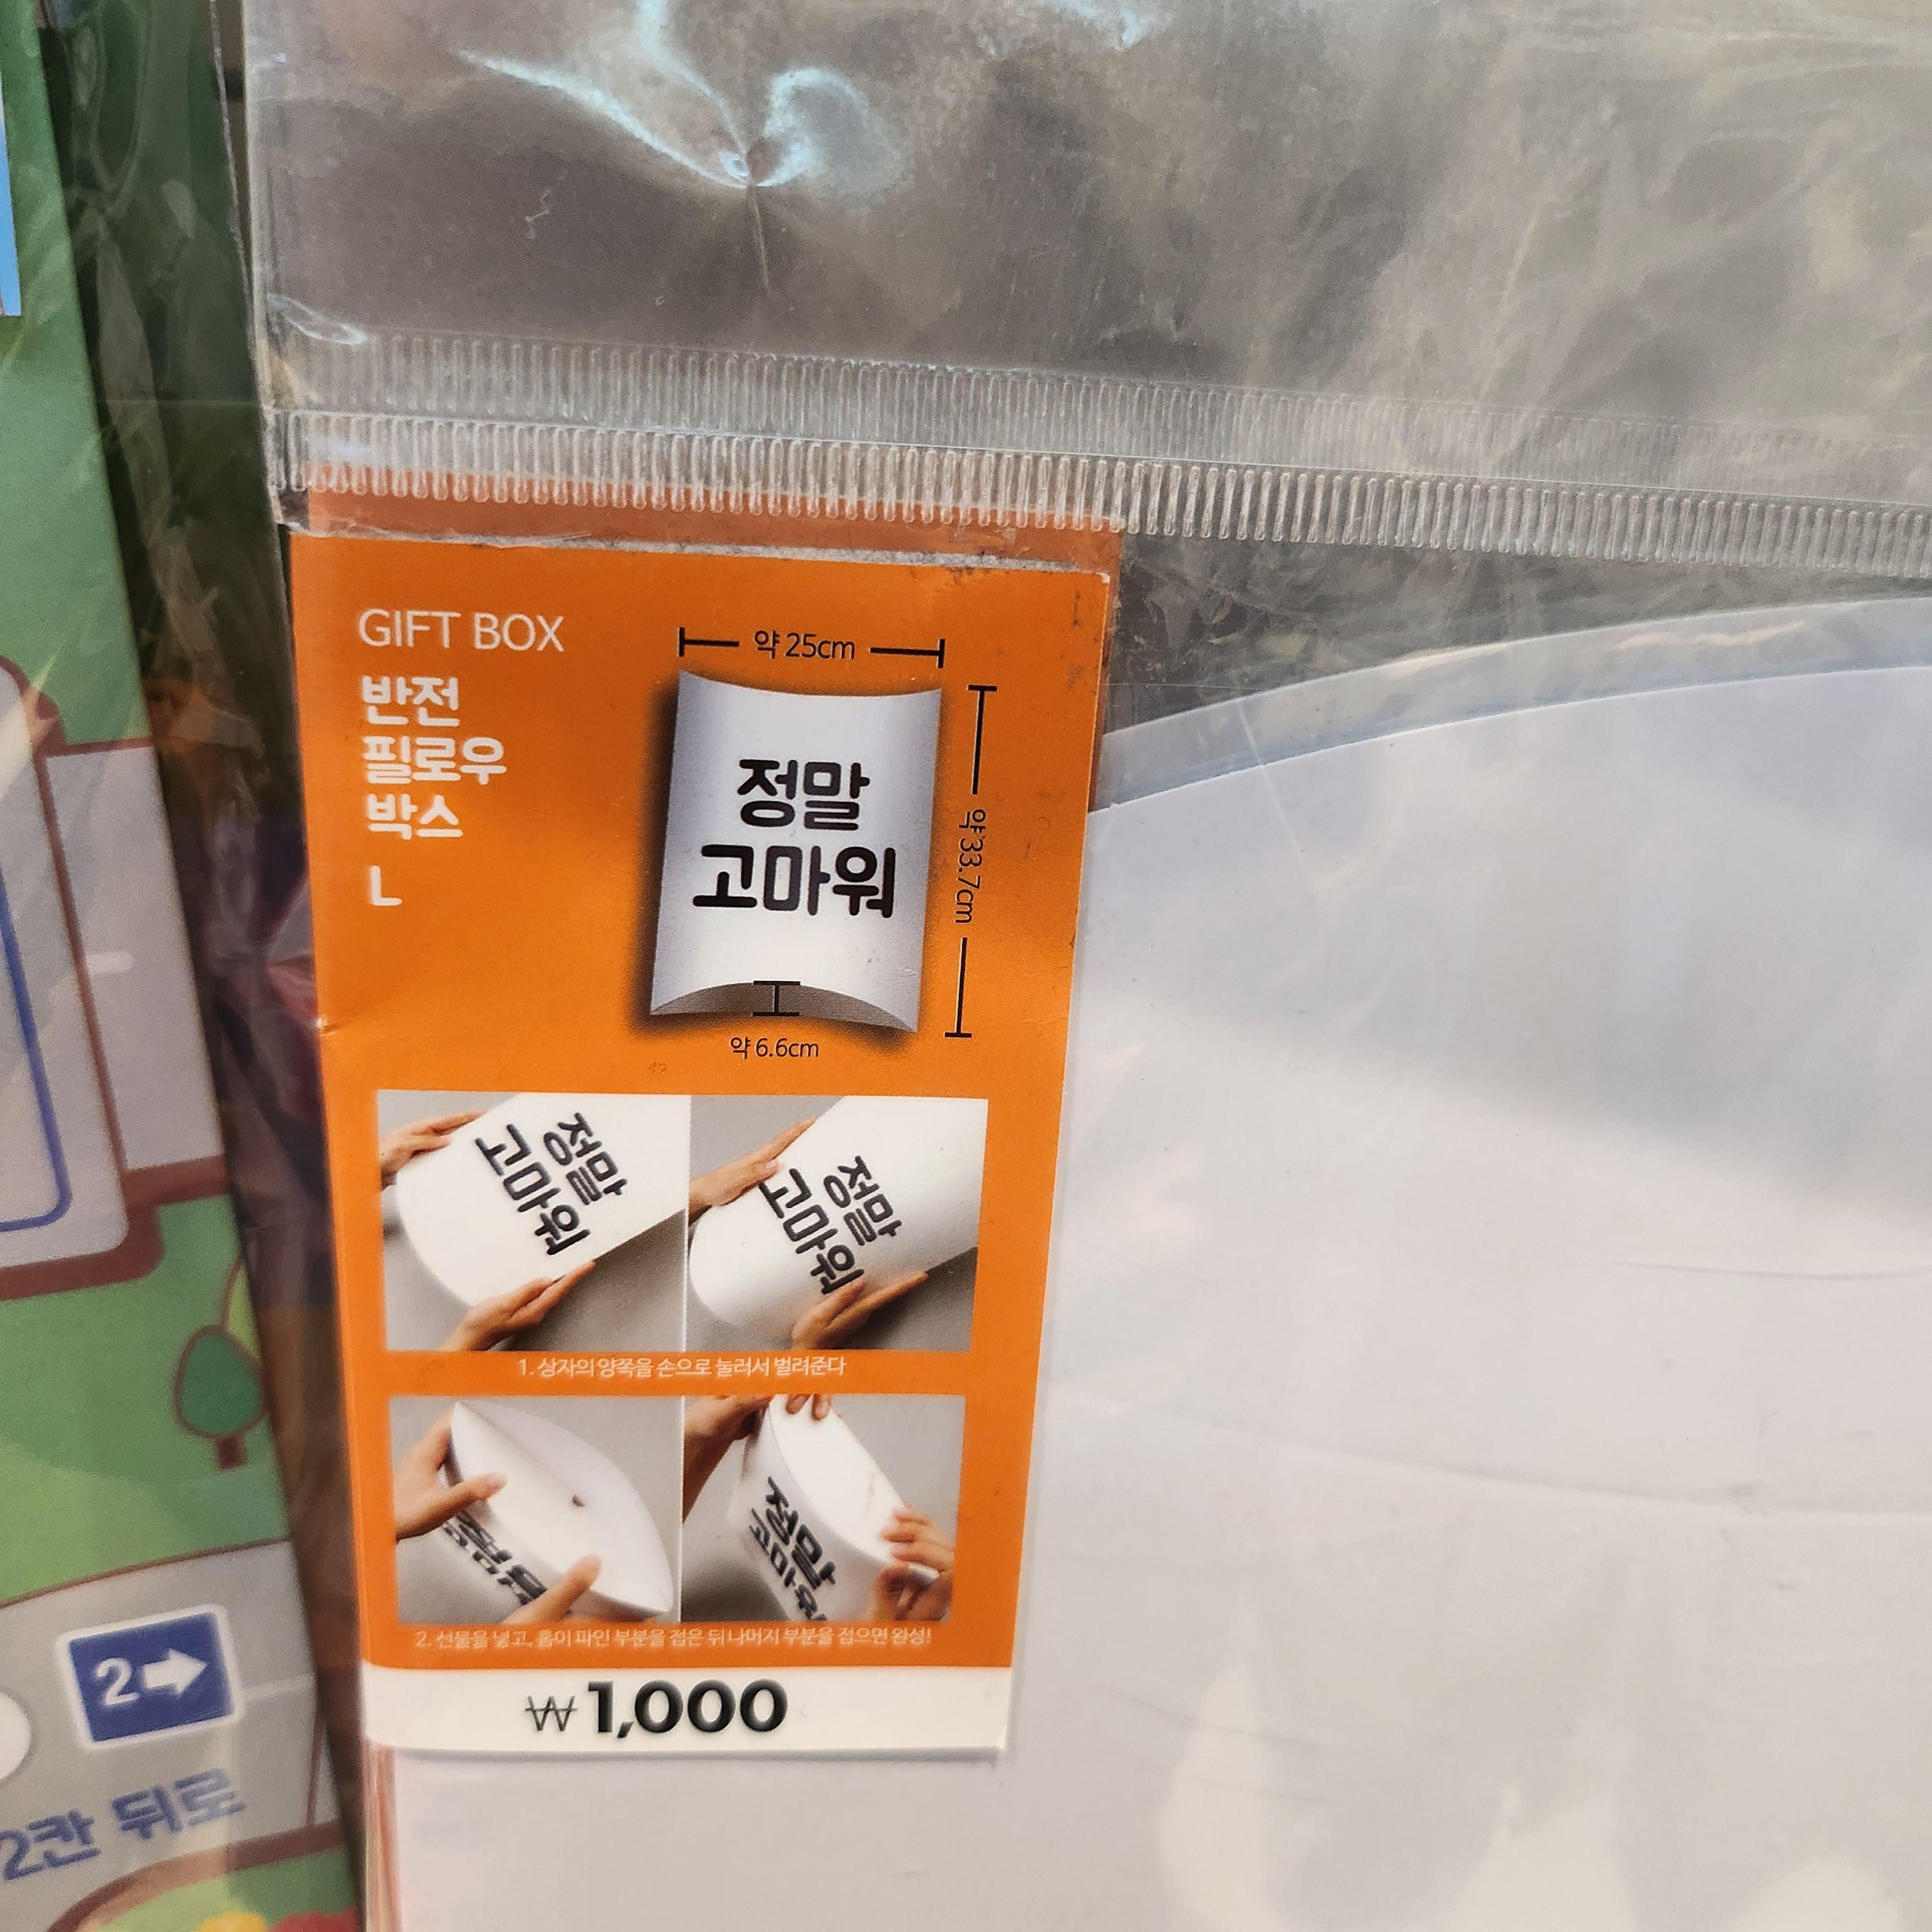 GIFT BOX
반전
필로우
박스
L
약 25cm
정말
고마워
약33.7cm
약 6.6cm
정말
고마워
정말
고마워
1. 상자의 양쪽을 손으로 눌러서 벌려준다
정말
고마워
2. 선물을 넣고, 홈이 파인 부분을 접은 뒤 나머지 부분을 접으면 완성!
₩1,000
2→
2칸 뒤로